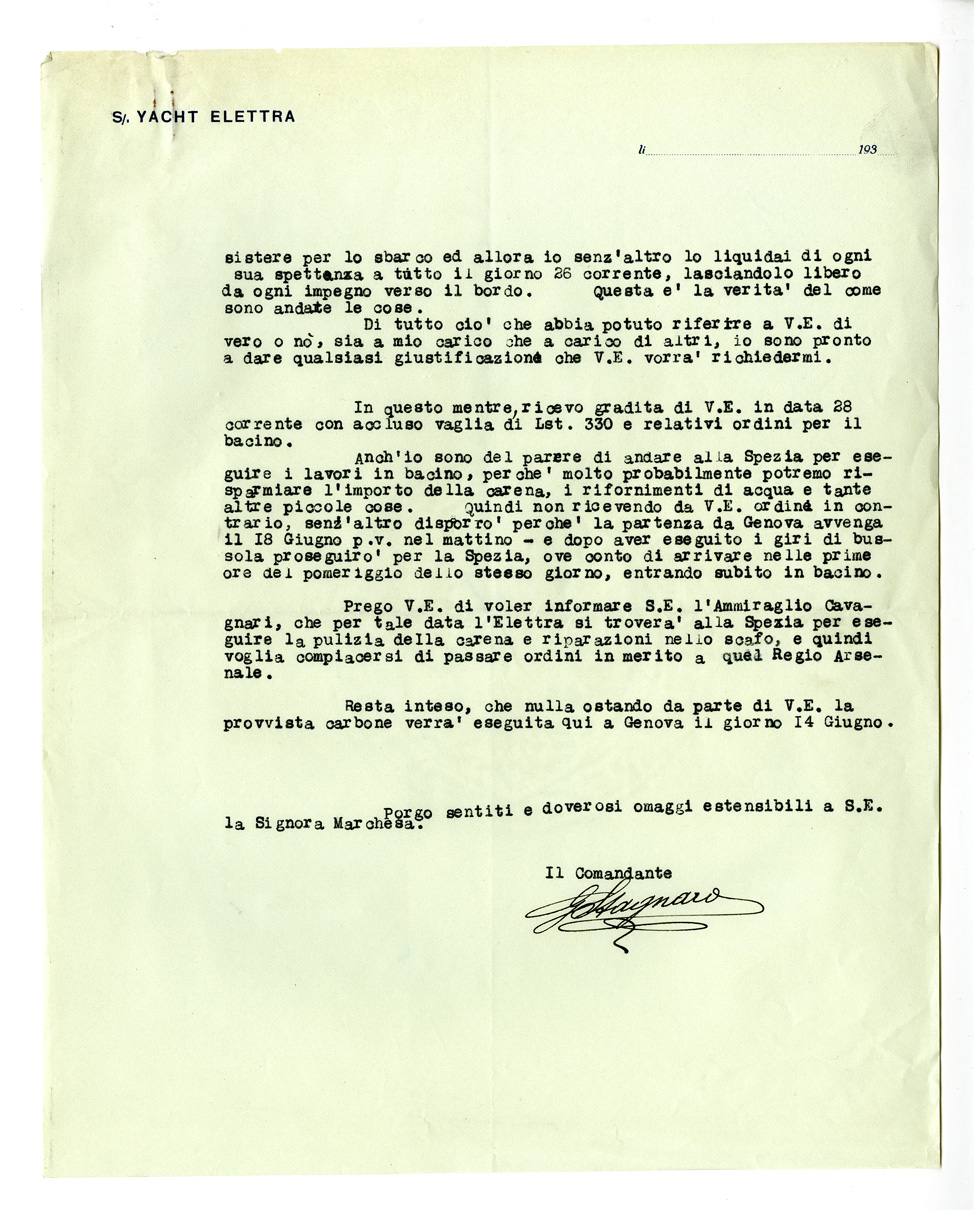 S/. YACHT ELETTRA
li 193
sistere per lo sbarco ed allora io senz'altro lo liquidai di ogni
sua spettanza a tutto il giorno 26 corrente, lasciandolo libero
da ogni impegno verso il bordo. Questa e' la verita' del come
sono andate le cose.
Di tutto cio' che abbia potuto riferire a V.E. di
vero o nò, sia a mio carico che a carico di altri, io sono pronto
a dare qualsiasi giustificazione che V.E. vorra' richiedermi.
In questo mentre,ricevo gradita di V.E. in data 28
corrente con accluso vaglia di Lst. 330 e relativi ordini per il
bacino.
Anch'io sono del parere di andare alla Spezia per ese-
guire i lavori in bacino, perche' molto probabilmente potremo ri-
sparmiare l'importo della carena, i rifornimenti di acqua e tante
altre piccole cose. Quindi non ricevendo da V.E. ordine in con-
trario, senz'altro disporro' perche' la partenza da Genova avvenga
il I8 Giugno p.v. nel mattino - e dopo aver eseguito i giri di bus-
sola proseguiro' per la Spezia, ove conto di arrivare nelle prime
ore del pomeriggio dello stesso giorno, entrando subito in bacino.
Prego V.E. di voler informare S.E. l'Ammiraglio Cava-
gnari, che per tale data l'Elettra si trovera' alla Spezia per ese-
guire la pulizia della carena e riparazioni nello scafo, e quindi
voglia compiacersi di passare ordini in merito a quel Regio Arse-
nale.
Resta inteso, che nulla ostando da parte di V.E. la
provvista carbone verra' eseguita qui a Genova il giorno I4 Giugno.
Porgo sentiti e doverosi omaggi estensibili a S.E.
la Signora Marchesa.
Il Comandante
GStagnaro